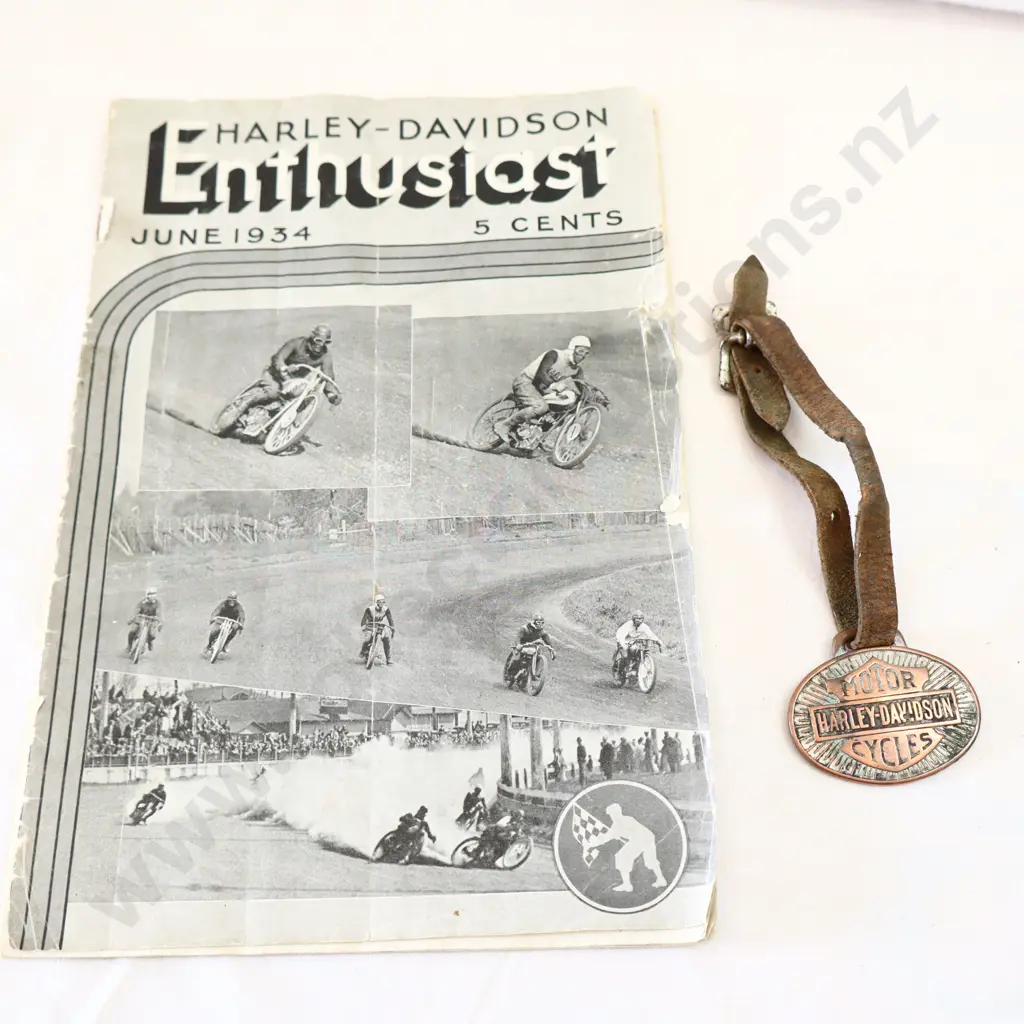 HARLEY-DAVIDSON
Enthusiast
JUNE 1934
5 CENTS
MOTOR
HARLEY-DAVIDSON
CYCLES